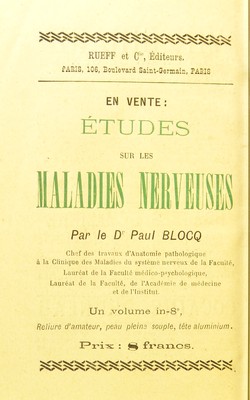 RUEFF et Cie, Éditeurs.
PARIS, 106, Boulevard Saint-Germain, PARIS
EN VENTE :
ÉTUDES
SUR LES
MALADIES NERVEUSES
Par le Dr Paul BLOCQ
Chef des travaux d'Anatomie pathologique
à la Clinique des Maladies du système nerveux de la Faculté,
Lauréat de la Faculté médico-psychologique,
Lauréat de la Faculté, de l'Académie de médecine
et de l'Institut.
Un volume in-8°,
Reliure d'amateur, peau pleine souple, tête aluminium.
Prix : 8 francs.